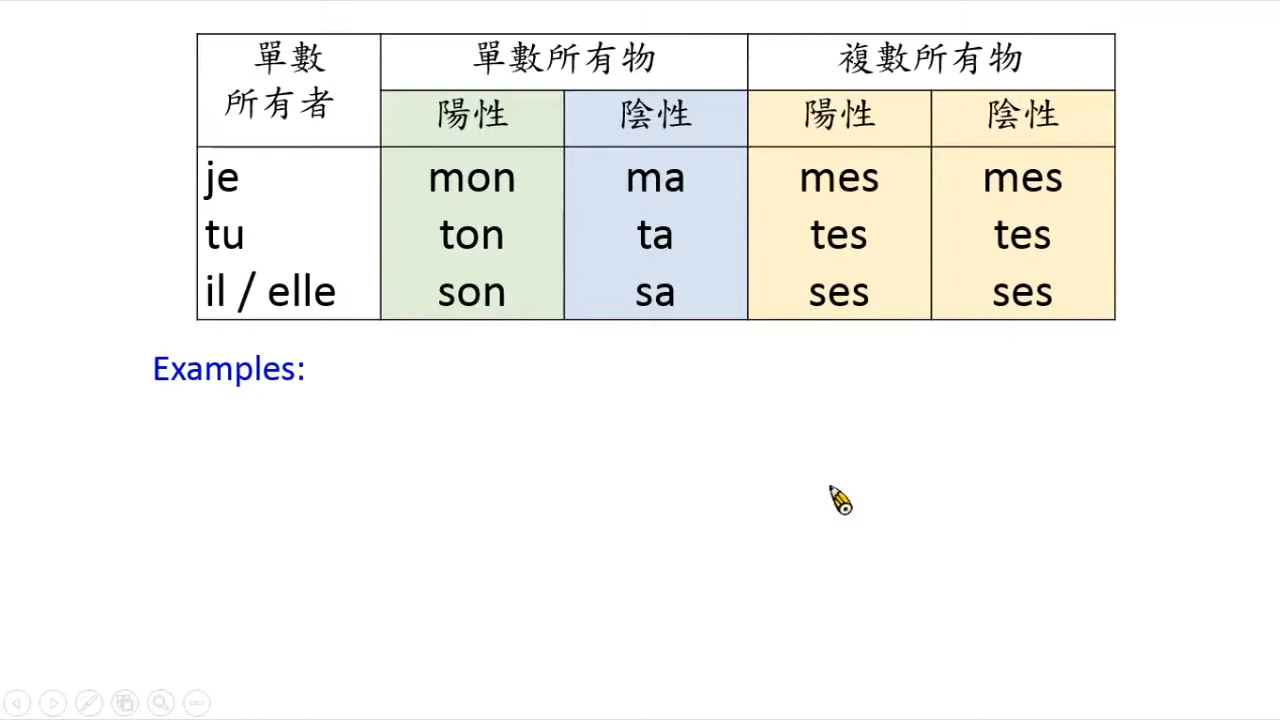 單數
所有者
單數所有物 複數所有物
陽性 陰性 陽性 陰性
je mon ma mes mes
tu ton ta tes tes
il / elle son sa ses ses
Examples: